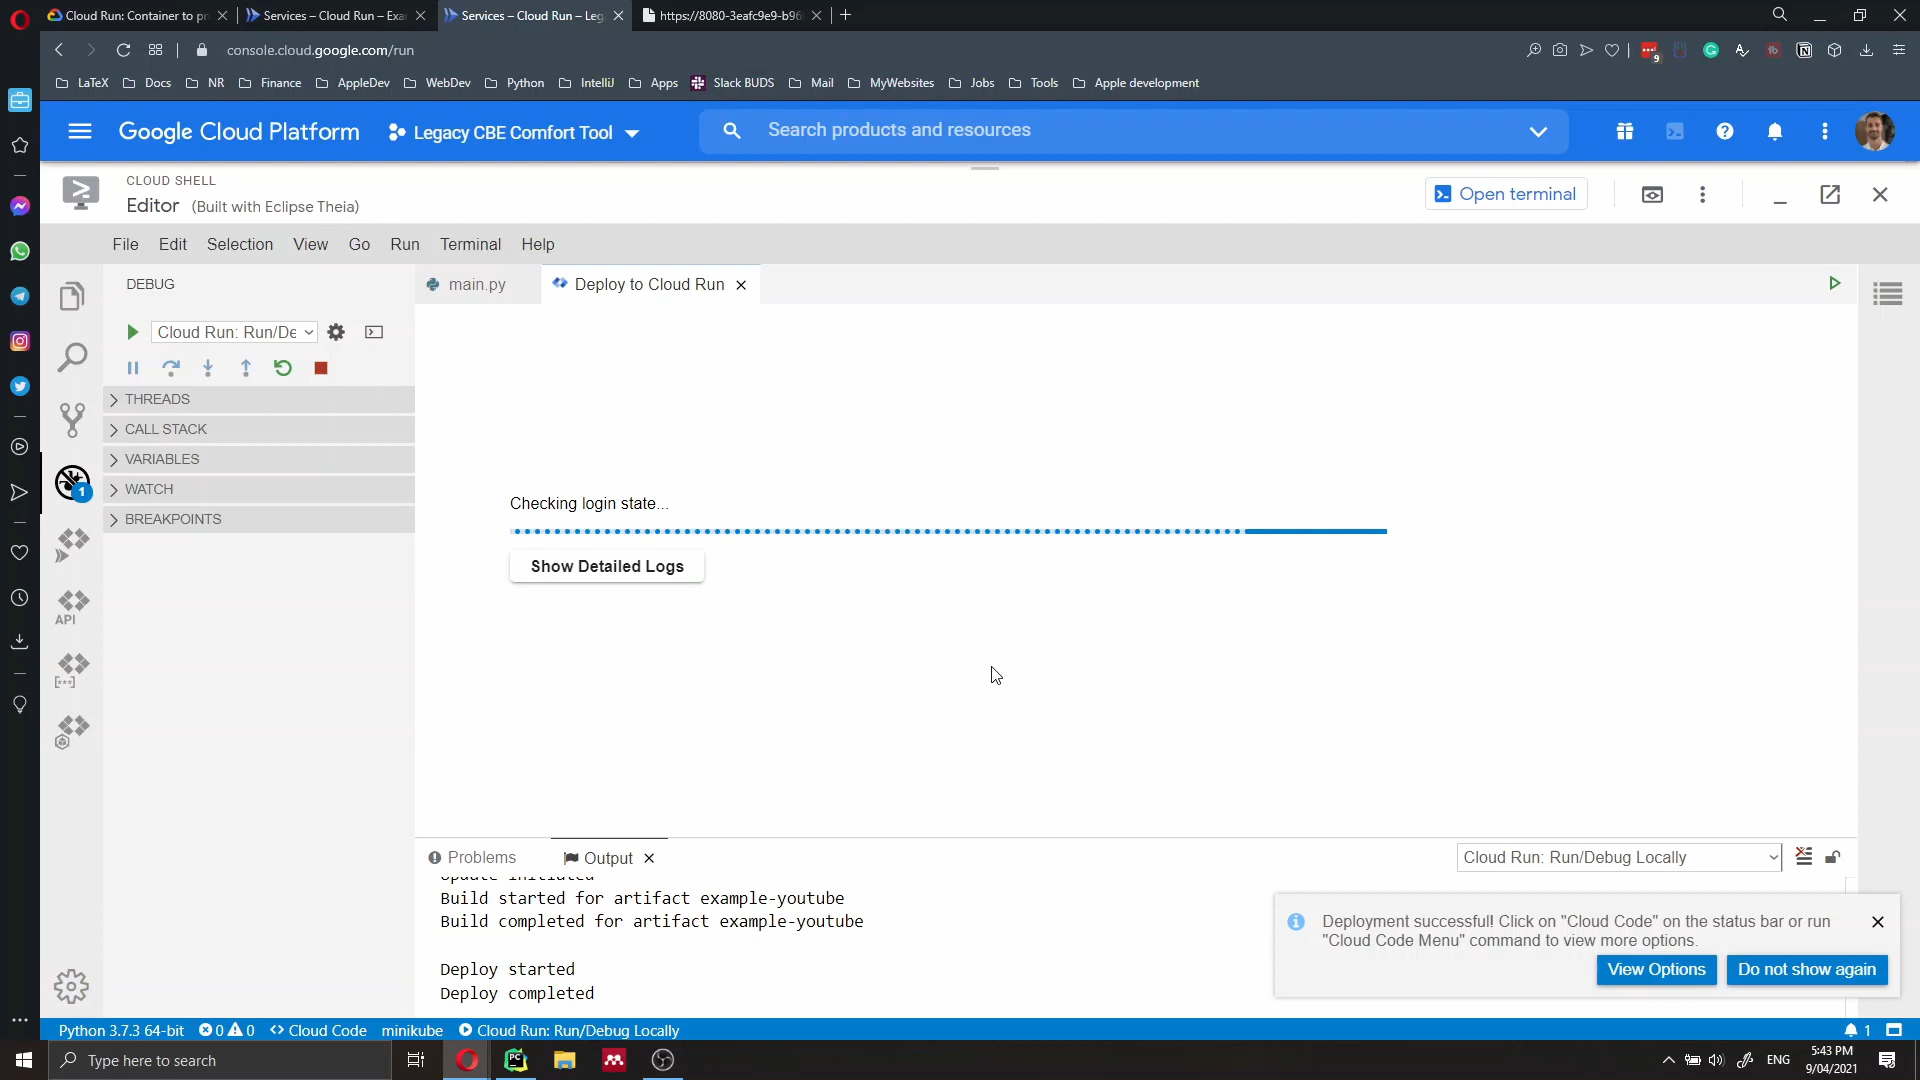 Cloud Run: Container to pr
Services – Cloud Run – Exa
Services – Cloud Run – Leg
https://8080-3eafc9e9-b96
console.cloud.google.com/run
9
LaTeX
Docs
NR
Finance
AppleDev
WebDev
Python
IntelliJ
Apps
Slack BUDS
Mail
MyWebsites
Jobs
Tools
Apple development
Google Cloud Platform
Legacy CBE Comfort Tool
Search products and resources
CLOUD SHELL
Editor (Built with Eclipse Theia)
Open terminal
File Edit Selection View Go Run Terminal Help
DEBUG
main.py
Deploy to Cloud Run
Cloud Run: Run/De
THREADS
CALL STACK
VARIABLES
WATCH
BREAKPOINTS
1
API
Checking login state...
Show Detailed Logs
Problems
Output
Cloud Run: Run/Debug Locally
Update initiated
Build started for artifact example-youtube
Build completed for artifact example-youtube
Deploy started
Deploy completed
Deployment successful! Click on "Cloud Code" on the status bar or run
"Cloud Code Menu" command to view more options.
View Options
Do not show again
Python 3.7.3 64-bit
0
0
<> Cloud Code
minikube
Cloud Run: Run/Debug Locally
1
Type here to search
PC
ENG
5:43 PM
9/04/2021